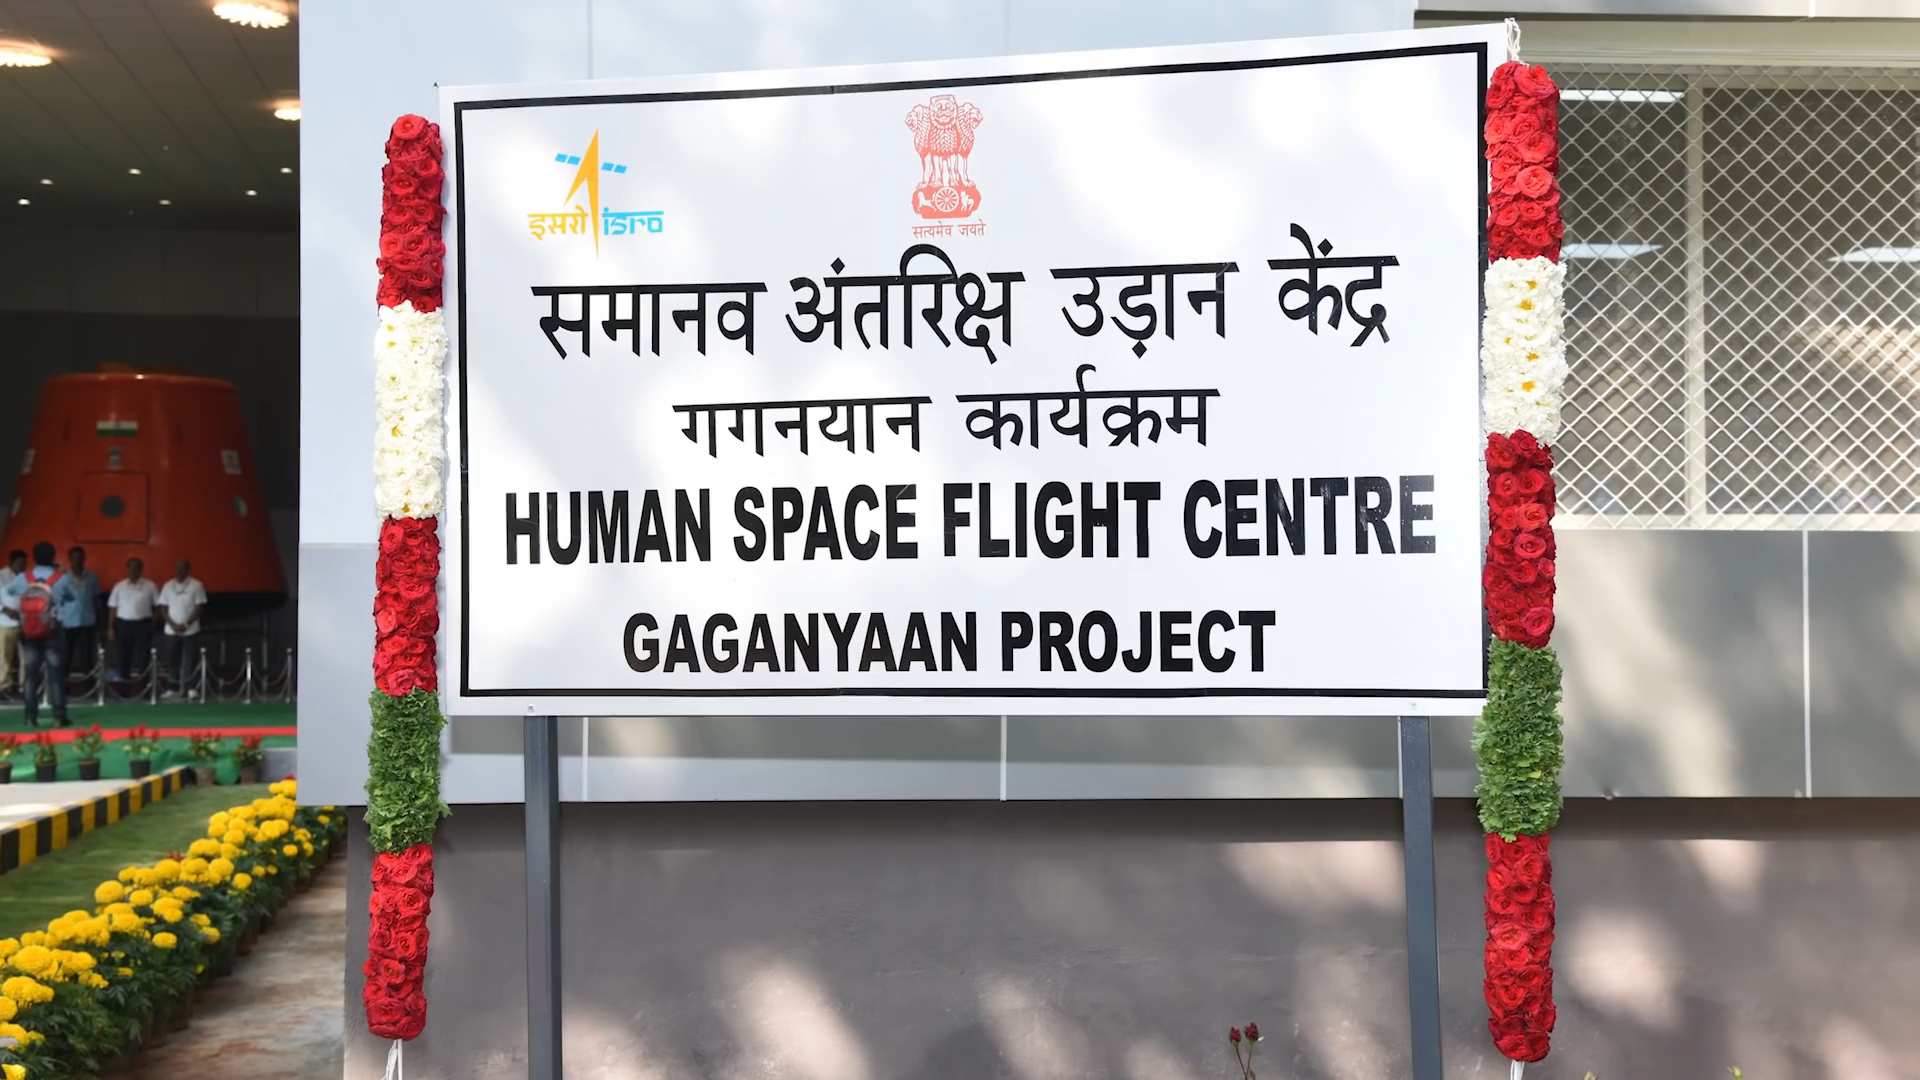 इसरो isro
सत्यमेव जयते
समानव अंतरिक्ष उड़ान केंद्र
गगनयान कार्यक्रम
HUMAN SPACE FLIGHT CENTRE
GAGANYAAN PROJECT